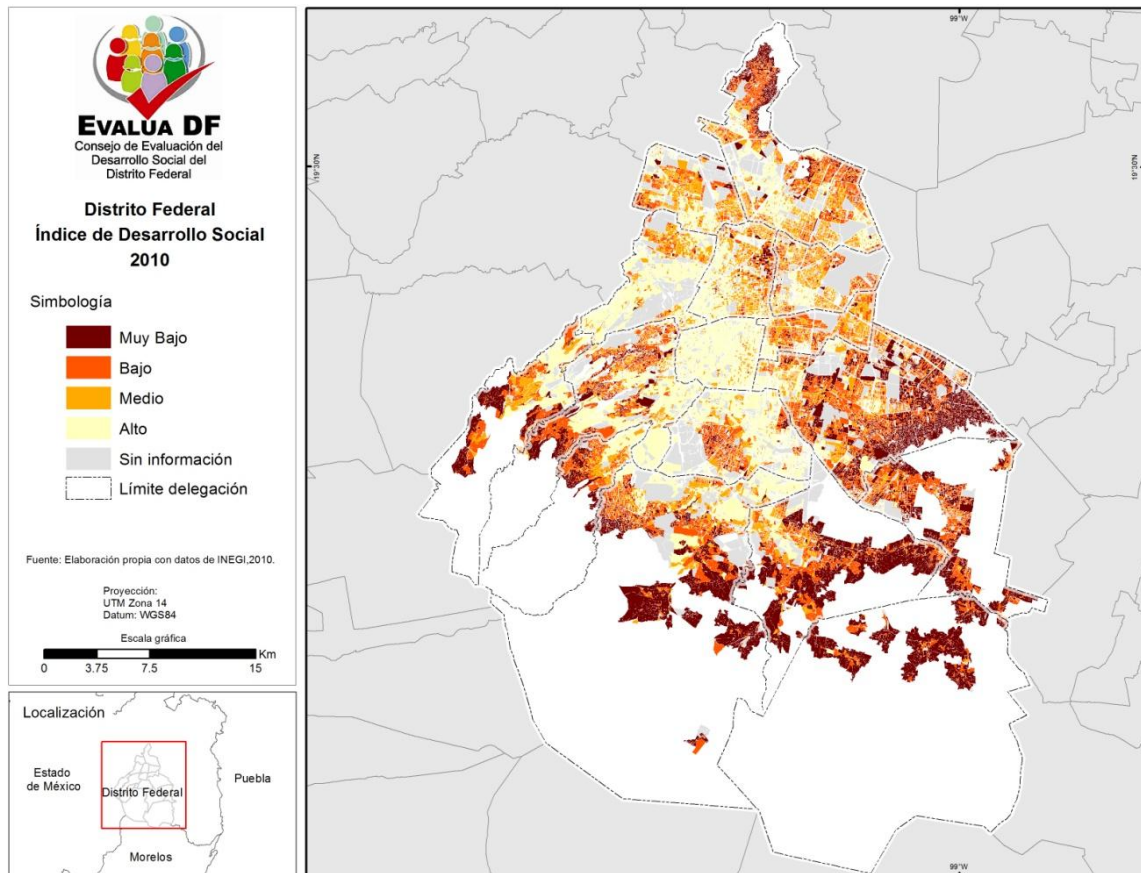 EVALÚA DF
Consejo de Evaluación del
Desarrollo Social del
Distrito Federal
Distrito Federal
Índice de Desarrollo Social
2010
Simbología
Muy Bajo
Bajo
Medio
Alto
Sin información
Límite delegación
Fuente: Elaboración propia con datos de INEGI,2010.
Proyección:
UTM Zona 14
Datum: WGS84
Escala gráfica
0 3.75 7.5 15 Km
Localización
Estado
de México
Distrito Federal
Puebla
Morelos
99°W
19°30'N
19°30'N
99°W